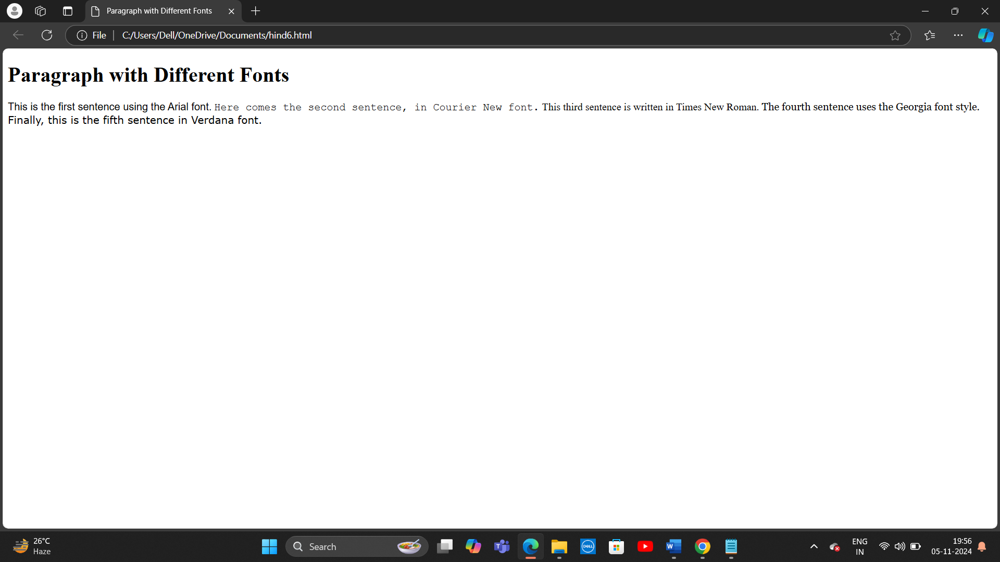 Paragraph with Different Fonts
File | C:/Users/Dell/OneDrive/Documents/hind6.html
Paragraph with Different Fonts
This is the first sentence using the Arial font. Here comes the second sentence, in Courier New font. This third sentence is written in Times New Roman. The fourth sentence uses the Georgia font style.
Finally, this is the fifth sentence in Verdana font.
26°C
Haze
Search
DELL
W
ENG
IN
19:56
05-11-2024